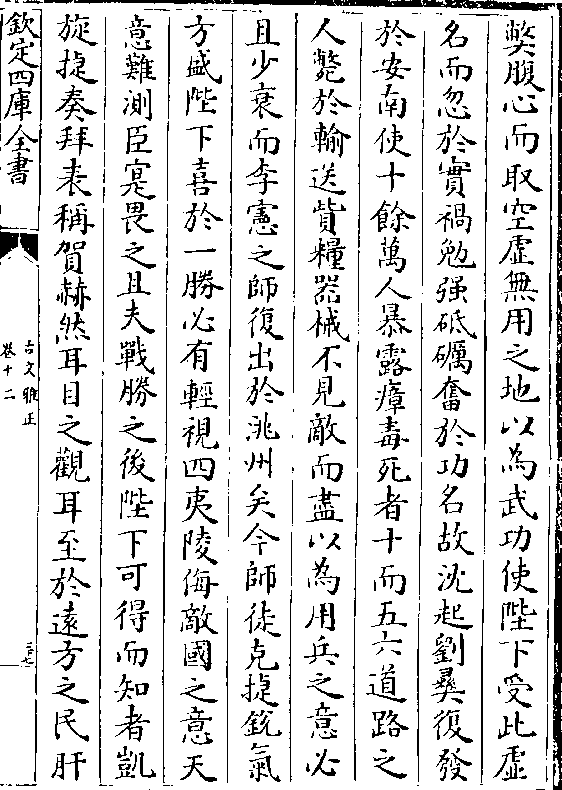 弊腹心而取空虛無用之地以為武功使陛下受此虛
名而忽於實禍勉强砥礪奮於功名故沈起劉彞復發
於安南使十餘萬人暴露瘴毒死者十而五六道路之
人斃於輸送貲糧器械不見敵而盡以為用兵之意必
且少衰而李憲之師復出於洮州矣今師徒克捷銳氣
方盛陛下喜於一勝必有輕視四夷陵侮敵國之意天
意難測臣寔畏之且夫戰勝之後陛下可得而知者凱
旋捷奏拜表稱賀赫然耳目之觀耳至於遠方之民肝
欽定四庫全書
古文雅正
卷十二
三十七